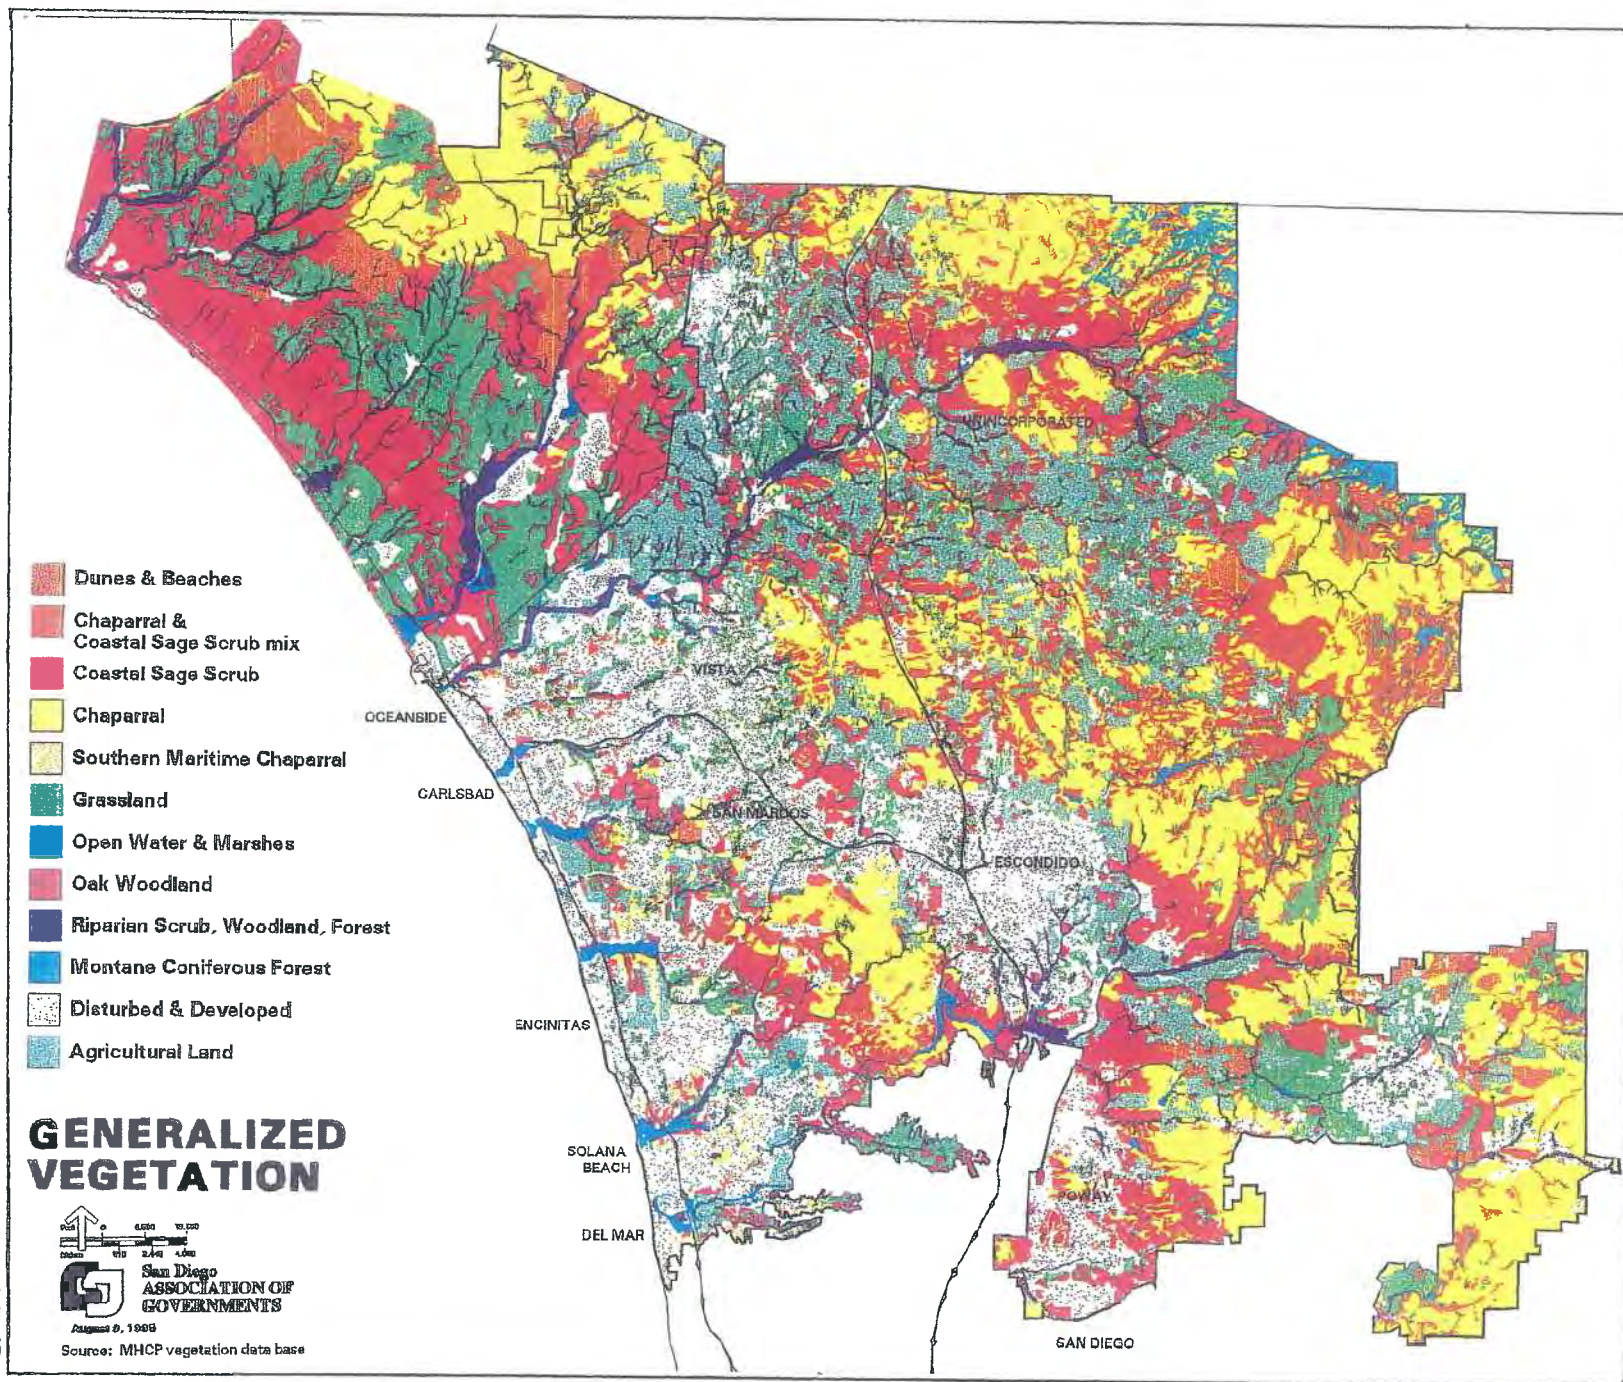 UNINCORPORATED
Dunes & Beaches
Chaparral &
Coastal Sage Scrub mix
Coastal Sage Scrub
Chaparral
Southern Maritime Chaparral
Grassland
Open Water & Marshes
Oak Woodland
Riparian Scrub, Woodland, Forest
Montane Coniferous Forest
Disturbed & Developed
Agricultural Land
VISTA
OCEANSIDE
CARLSBAD
SAN MARCOS
ESCONDIDO
ENCINITAS
SOLANA
BEACH
DEL MAR
POWAY
SAN DIEGO
GENERALIZED
VEGETATION
0
San Diego
ASSOCIATION OF
GOVERNMENTS
Source: MHCP vegetation data base